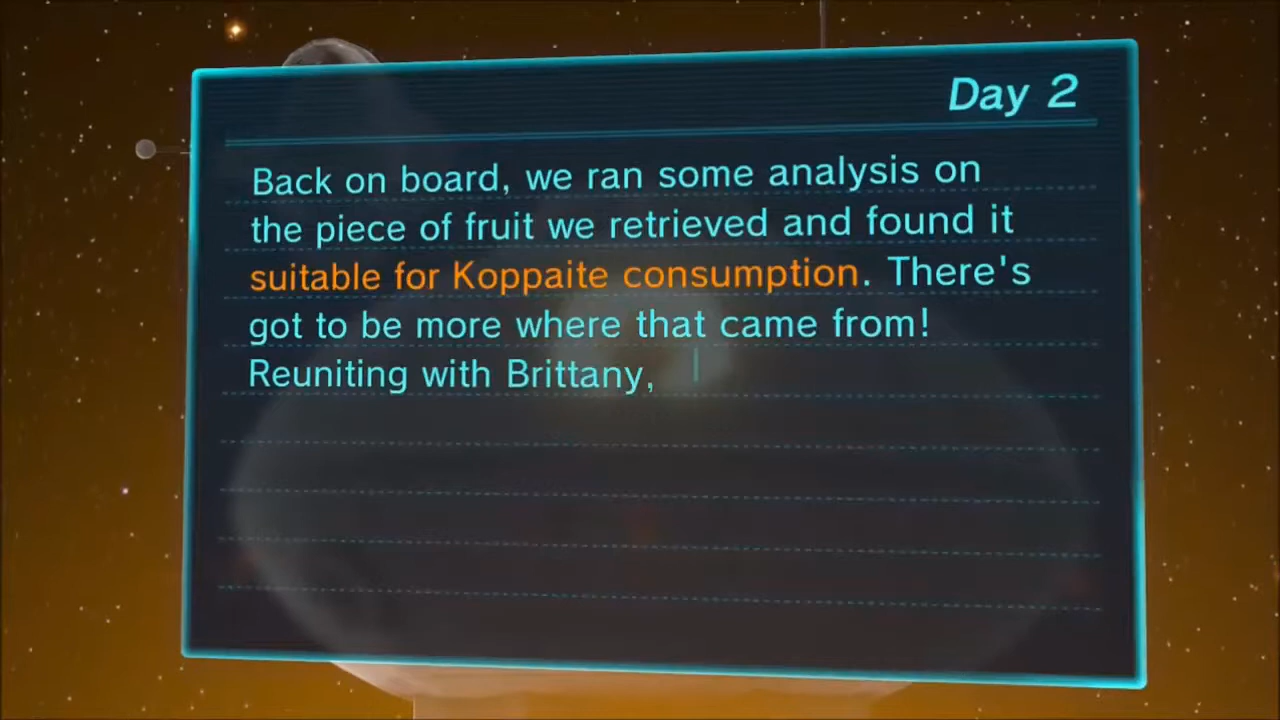 Day 2
Back on board, we ran some analysis on
the piece of fruit we retrieved and found it
suitable for Koppaite consumption. There's
got to be more where that came from!
Reuniting with Brittany,